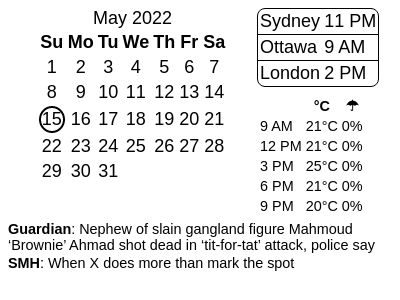 May 2022
Su Mo Tu We Th Fr Sa
1 2 3 4 5 6 7
8 9 10 11 12 13 14
15 16 17 18 19 20 21
22 23 24 25 26 27 28
29 30 31
Sydney 11 PM
Ottawa 9 AM
London 2 PM
°C ☂
9 AM 21°C 0%
12 PM 21°C 0%
3 PM 25°C 0%
6 PM 21°C 0%
9 PM 20°C 0%
Guardian: Nephew of slain gangland figure Mahmoud
‘Brownie’ Ahmad shot dead in ‘tit-for-tat’ attack, police say
SMH: When X does more than mark the spot